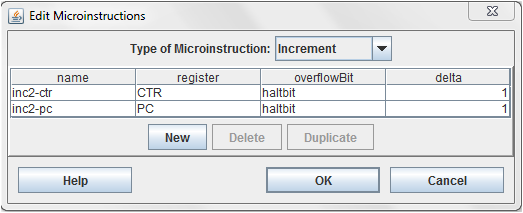 Edit Microinstructions
Type of Microinstruction: Increment
name register overflowBit delta
inc2-ctr CTR haltbit 1
inc2-pc PC haltbit 1
New Delete Duplicate
Help OK Cancel